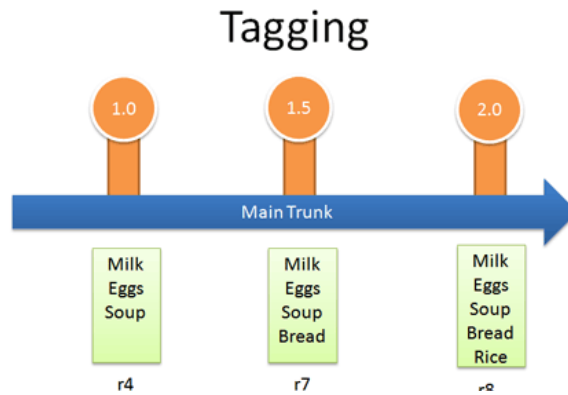 Tagging
1.0
1.5
2.0
Main Trunk
Milk
Eggs
Soup
Milk
Eggs
Soup
Bread
Milk
Eggs
Soup
Bread
Rice
r4
r7
r8